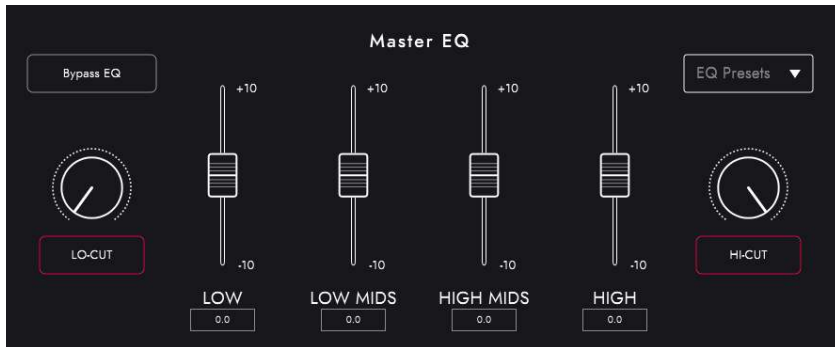 Master EQ
Bypass EQ
EQ Presets
+10 +10 +10 +10
LO-CUT
HI-CUT
-10 -10 -10 -10
LOW LOW MIDS HIGH MIDS HIGH
0.0 0.0 0.0 0.0